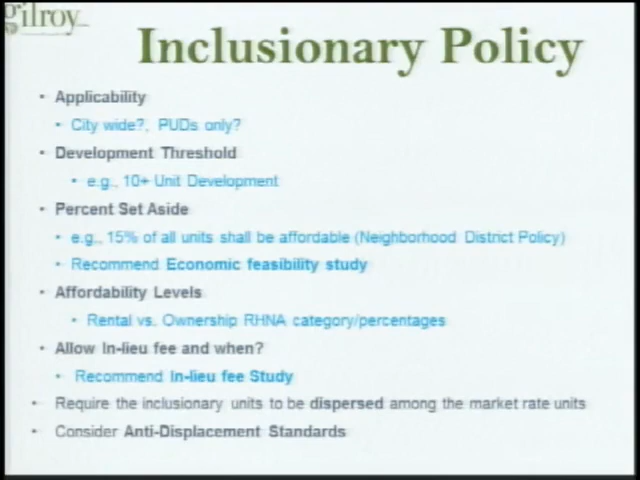 gilroy
Inclusionary Policy
• Applicability
• City wide?, PUDs only?
• Development Threshold
• e.g., 10+ Unit Development
• Percent Set Aside
• e.g., 15% of all units shall be affordable (Neighborhood District Policy)
• Recommend Economic feasibility study
• Affordability Levels
• Rental vs. Ownership RHNA category/percentages
• Allow In-lieu fee and when?
• Recommend In-lieu fee Study
• Require the inclusionary units to be dispersed among the market rate units
• Consider Anti-Displacement Standards